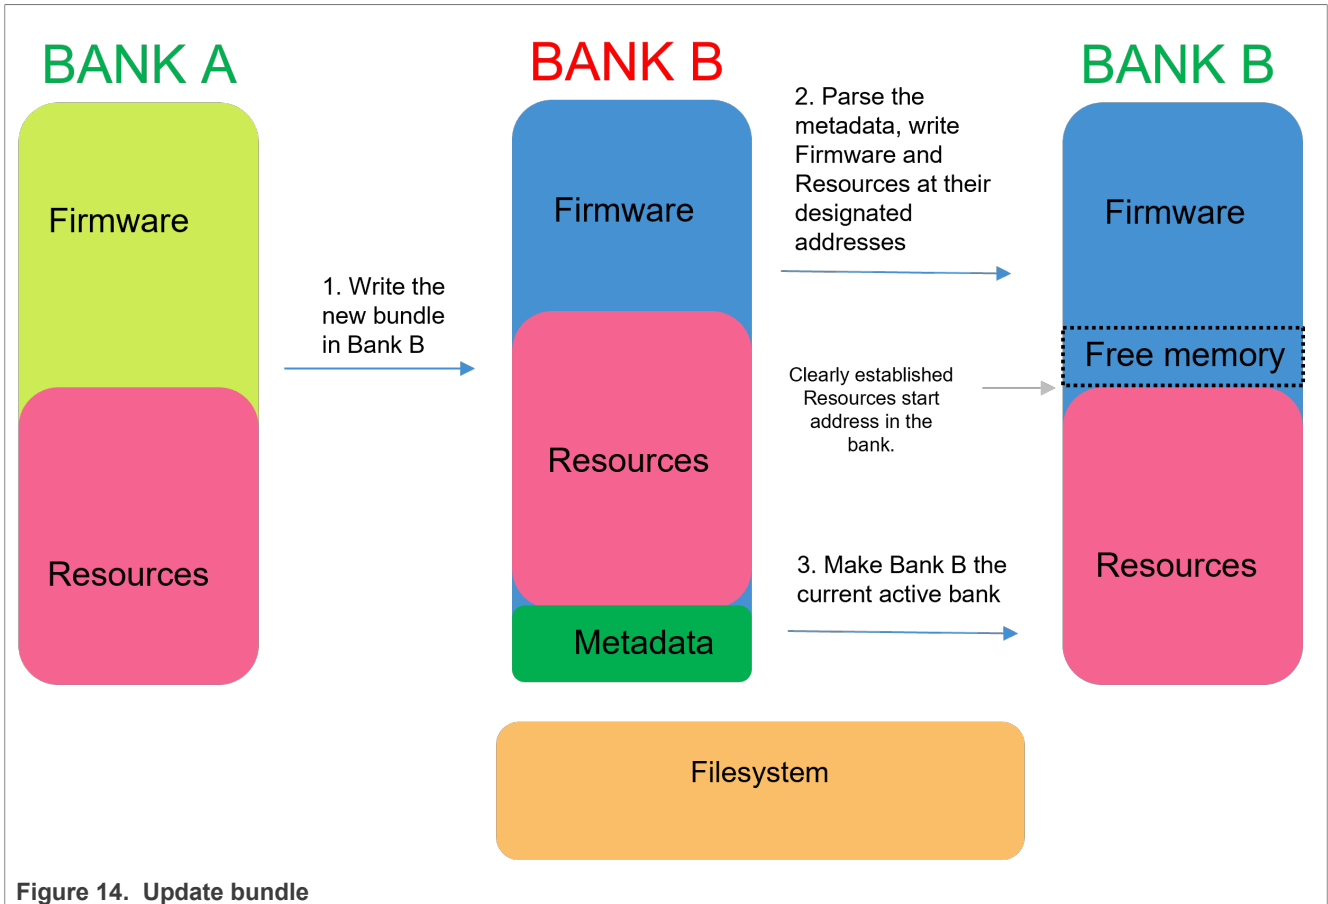 BANK A
Firmware
Resources
1. Write the
new bundle
in Bank B
BANK B
Firmware
Resources
Metadata
2. Parse the
metadata, write
Firmware and
Resources at their
designated
addresses
Clearly established
Resources start
address in the
bank.
3. Make Bank B the
current active bank
BANK B
Firmware
Free memory
Resources
Filesystem
Figure 14. Update bundle